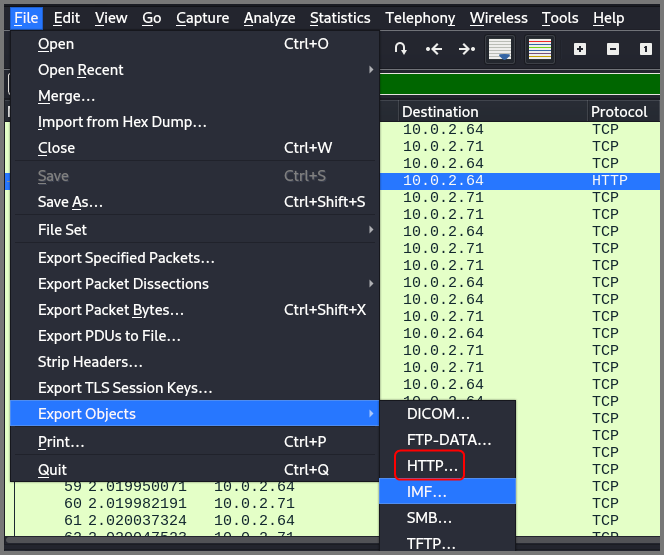 File Edit View Go Capture Analyze Statistics Telephony Wireless Tools Help
Open Ctrl+O
Open Recent
Merge...
Import from Hex Dump...
Close Ctrl+W
Save Ctrl+S
Save As... Ctrl+Shift+S
File Set
Export Specified Packets...
Export Packet Dissections
Export Packet Bytes... Ctrl+Shift+X
Export PDUs to File...
Strip Headers...
Export TLS Session Keys...
Export Objects
Print... Ctrl+P
Quit Ctrl+Q
DICOM...
FTP-DATA...
HTTP...
IMF...
SMB...
TFTP...
1
Destination Protocol
10.0.2.64 TCP
10.0.2.71 TCP
10.0.2.64 TCP
10.0.2.64 HTTP
10.0.2.71 TCP
10.0.2.71 TCP
10.0.2.64 TCP
10.0.2.71 TCP
10.0.2.71 TCP
10.0.2.64 TCP
10.0.2.64 TCP
10.0.2.71 TCP
10.0.2.64 TCP
10.0.2.71 TCP
10.0.2.71 TCP
10.0.2.64 TCP
TCP
TCP
TCP
TCP
TCP
59 2.019950071 10.0.2.64 TCP
60 2.019982191 10.0.2.71 TCP
61 2.020037324 10.0.2.64 TCP
TCP